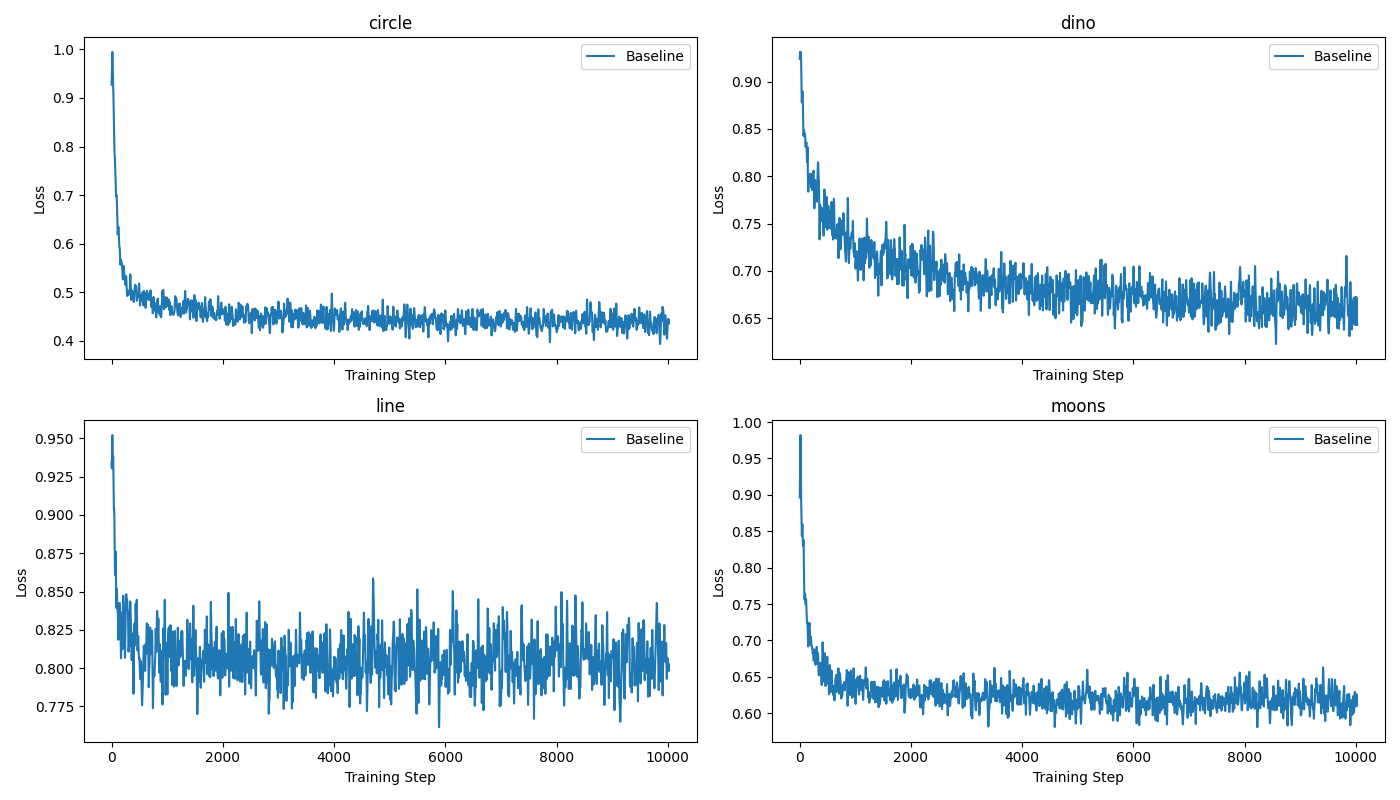 circle
Baseline
1.0
0.9
0.8
0.7
0.6
0.5
0.4
Loss
Training Step
dino
Baseline
0.90
0.85
0.80
0.75
0.70
0.65
Loss
Training Step
line
Baseline
0.950
0.925
0.900
0.875
0.850
0.825
0.800
0.775
Loss
0 2000 4000 6000 8000 10000
Training Step
moons
Baseline
1.00
0.95
0.90
0.85
0.80
0.75
0.70
0.65
0.60
Loss
0 2000 4000 6000 8000 10000
Training Step